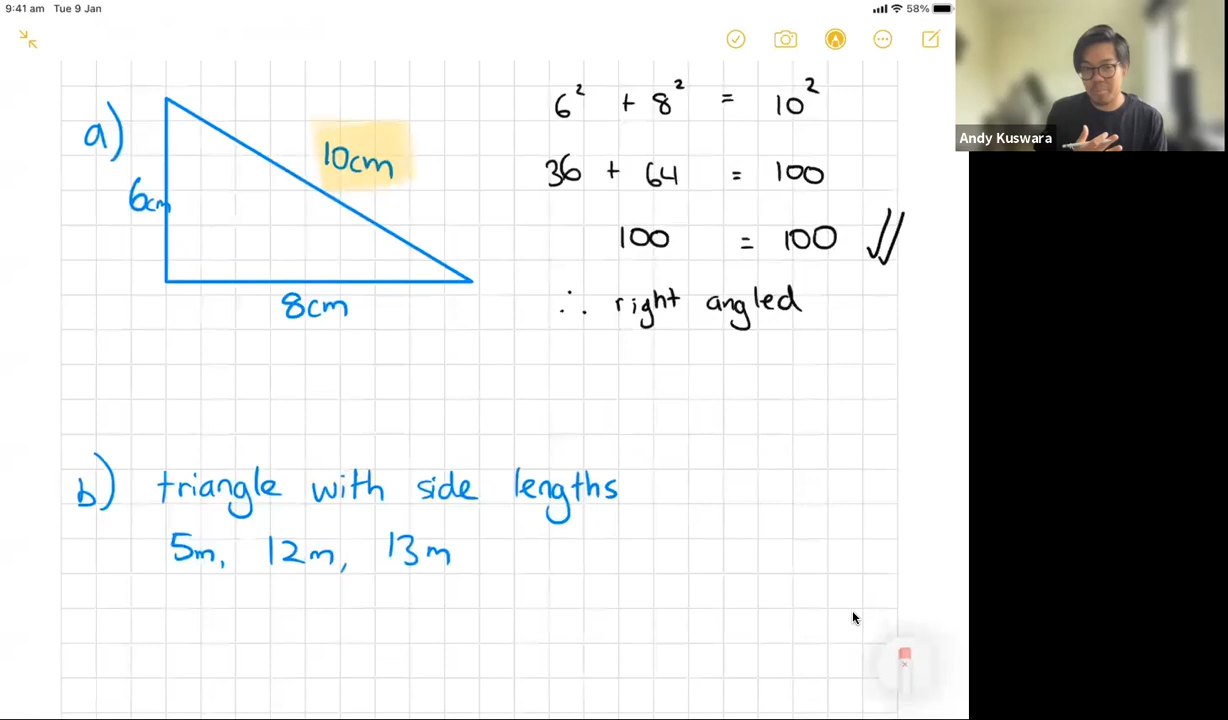 9:41 am Tue 9 Jan
58%
Andy Kuswara
a)
10cm
6cm
8cm
6² + 8² = 10²
36 + 64 = 100
100 = 100
∴ right angled
b) triangle with side lengths
5m, 12m, 13m